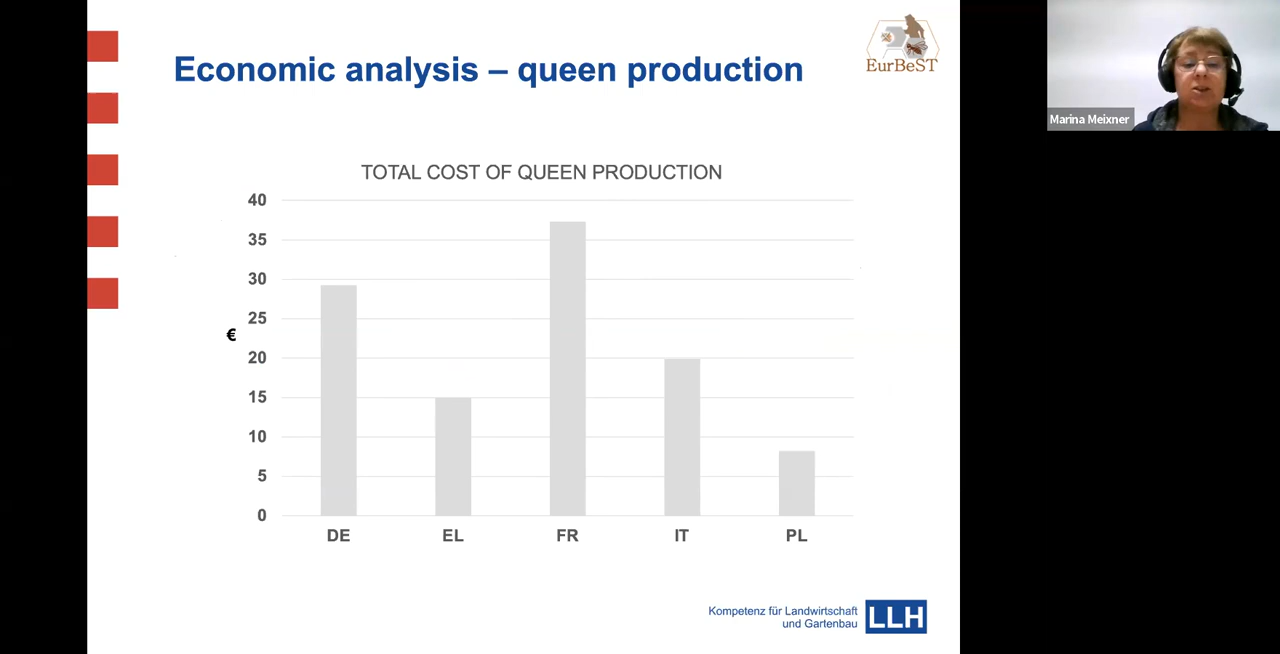 Economic analysis – queen production
EurBeST
Marina Meixner
TOTAL COST OF QUEEN PRODUCTION
40
35
30
25
€
20
15
10
5
0
DE EL FR IT PL
Kompetenz für Landwirtschaft
und Gartenbau
LLH